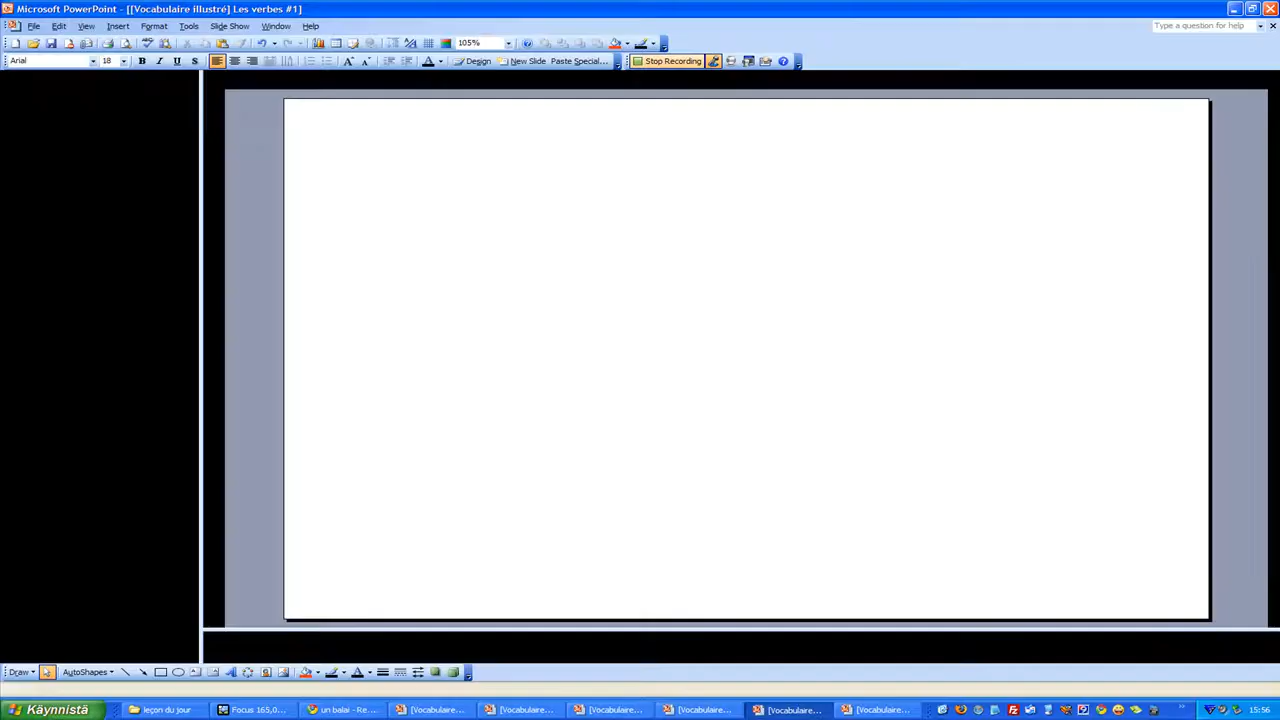 Microsoft PowerPoint - [[Vocabulaire illustré] Les verbes #1]
File Edit View Insert Format Tools Slide Show Window Help
Type a question for help
105%
Arial 18 B I U S Design New Slide Paste Special... Stop Recording
Draw AutoShapes
Käynnistä leçon du jour Focus 165,0... un balai - Re... [Vocabulaire... [Vocabulaire... [Vocabulaire... [Vocabulaire... [Vocabulaire... [Vocabulaire... 15:56